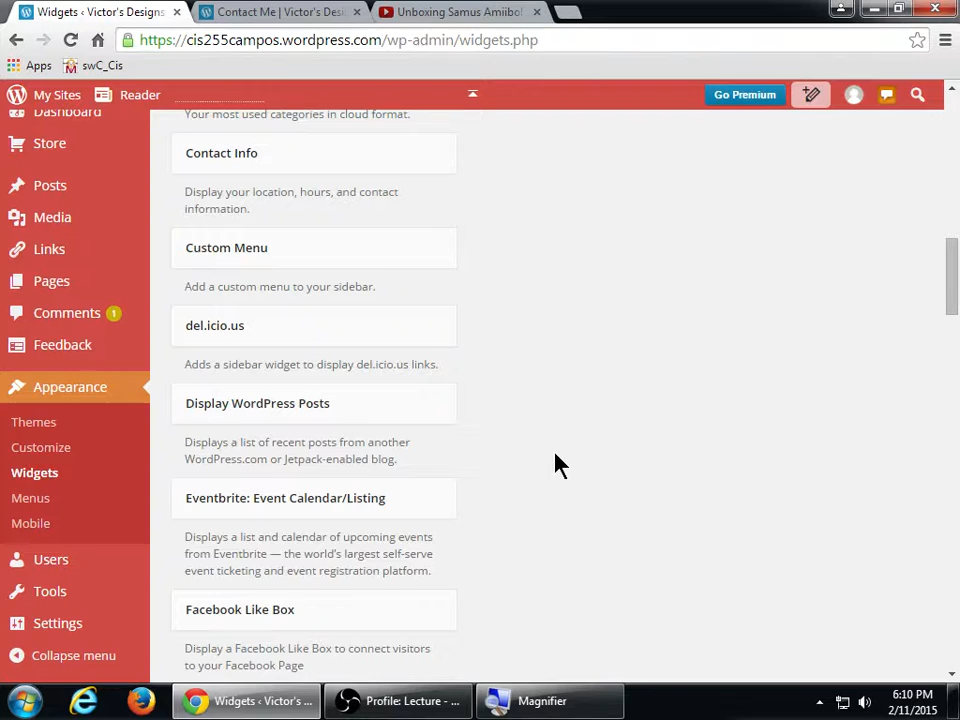 Widgets ‹ Victor's Designs
Contact Me | Victor's Desi
Unboxing Samus Amiibo
https://cis255campos.wordpress.com/wp-admin/widgets.php
Apps
swC_Cis
My Sites
Reader
Go Premium
Dashboard
Your most used categories in cloud format.
Store
Contact Info
Posts
Display your location, hours, and contact
information.
Media
Links
Custom Menu
Pages
Add a custom menu to your sidebar.
Comments 1
del.icio.us
Feedback
Adds a sidebar widget to display del.icio.us links.
Appearance
Display WordPress Posts
Themes
Customize
Displays a list of recent posts from another
WordPress.com or Jetpack-enabled blog.
Widgets
Menus
Eventbrite: Event Calendar/Listing
Mobile
Displays a list and calendar of upcoming events
from Eventbrite — the world's largest self-serve
event ticketing and event registration platform.
Users
Tools
Facebook Like Box
Settings
Display a Facebook Like Box to connect visitors
to your Facebook Page
Collapse menu
Widgets ‹ Victor's ...
Profile: Lecture - ...
Magnifier
6:10 PM
2/11/2015